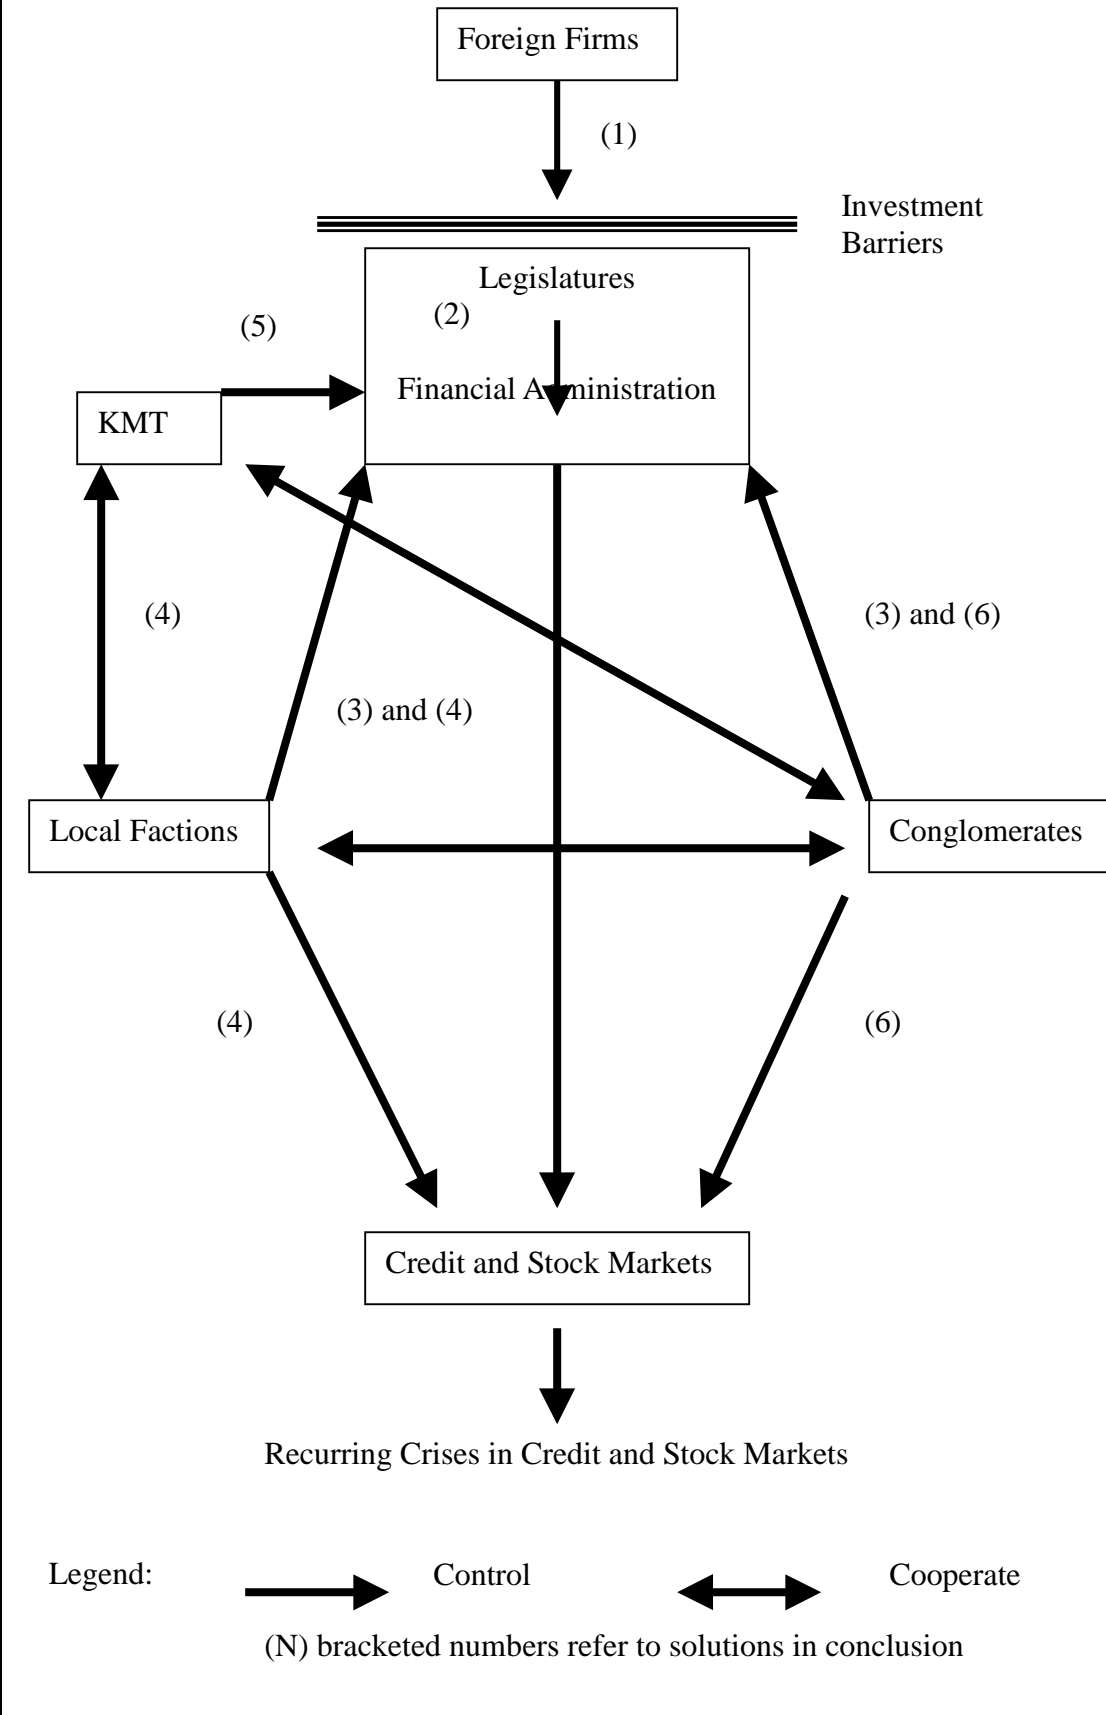 Foreign Firms
(1)
Investment
Barriers
Legislatures
(2)
(5)
Financial Administration
KMT
(4)
(3) and (6)
(3) and (4)
Local Factions
Conglomerates
(4)
(6)
Credit and Stock Markets
Recurring Crises in Credit and Stock Markets
Legend:
Control
Cooperate
(N) bracketed numbers refer to solutions in conclusion